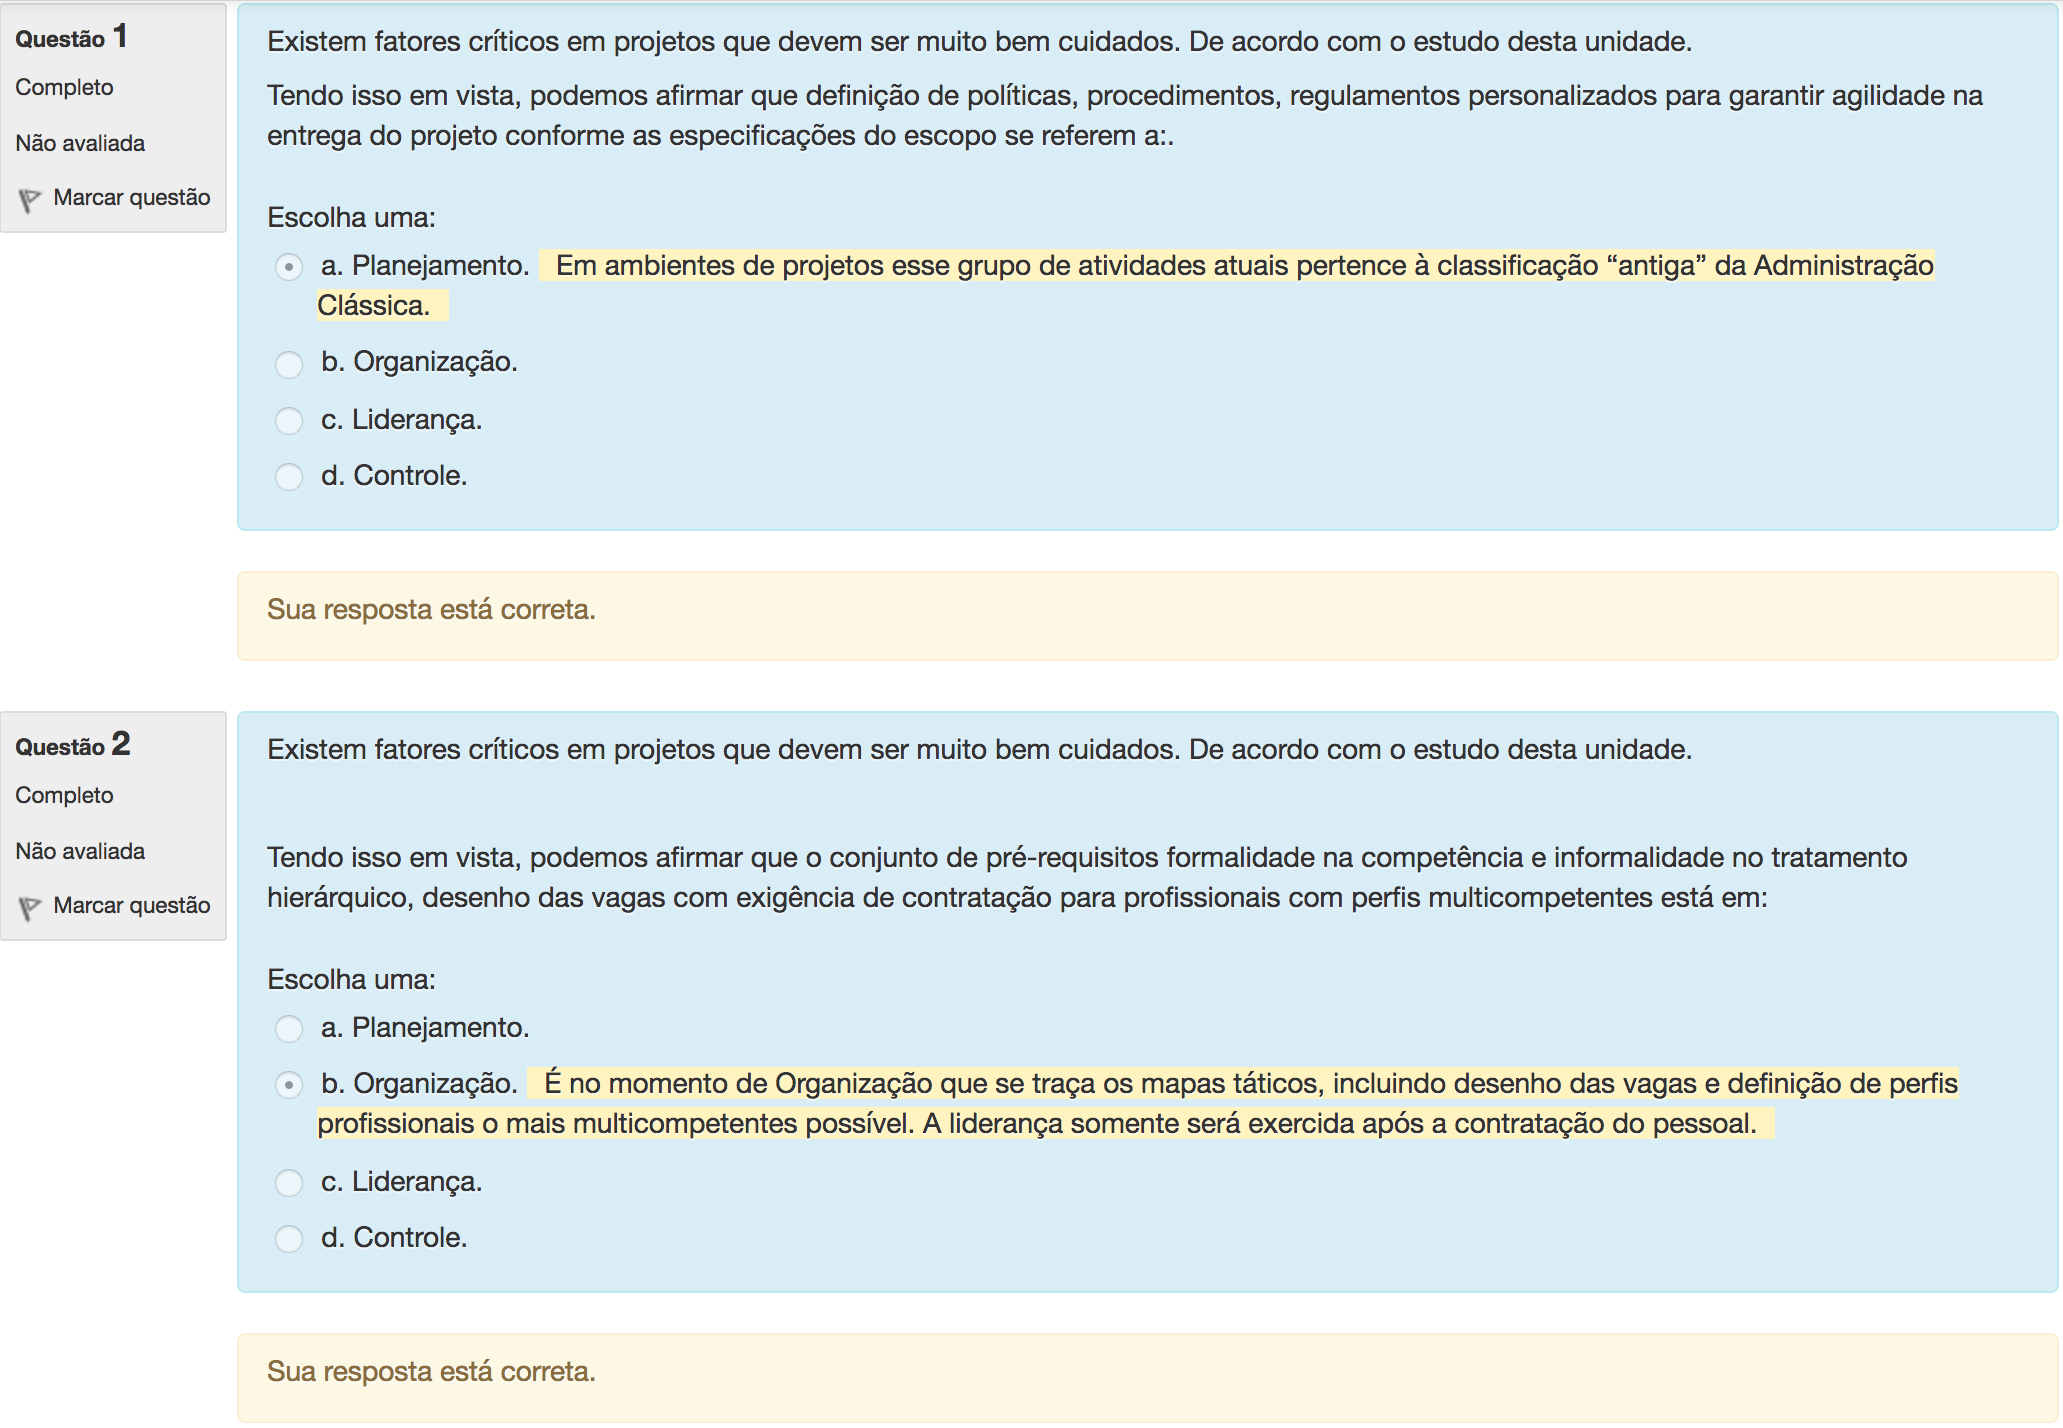 Questão 1
Completo
Não avaliada
Marcar questão
Existem fatores críticos em projetos que devem ser muito bem cuidados. De acordo com o estudo desta unidade.
Tendo isso em vista, podemos afirmar que definição de políticas, procedimentos, regulamentos personalizados para garantir agilidade na
entrega do projeto conforme as especificações do escopo se referem a:.
Escolha uma:
a. Planejamento. Em ambientes de projetos esse grupo de atividades atuais pertence à classificação “antiga” da Administração
Clássica.
b. Organização.
c. Liderança.
d. Controle.
Sua resposta está correta.
Questão 2
Completo
Não avaliada
Marcar questão
Existem fatores críticos em projetos que devem ser muito bem cuidados. De acordo com o estudo desta unidade.
Tendo isso em vista, podemos afirmar que o conjunto de pré-requisitos formalidade na competência e informalidade no tratamento
hierárquico, desenho das vagas com exigência de contratação para profissionais com perfis multicompetentes está em:
Escolha uma:
a. Planejamento.
b. Organização. É no momento de Organização que se traça os mapas táticos, incluindo desenho das vagas e definição de perfis
profissionais o mais multicompetentes possível. A liderança somente será exercida após a contratação do pessoal.
c. Liderança.
d. Controle.
Sua resposta está correta.